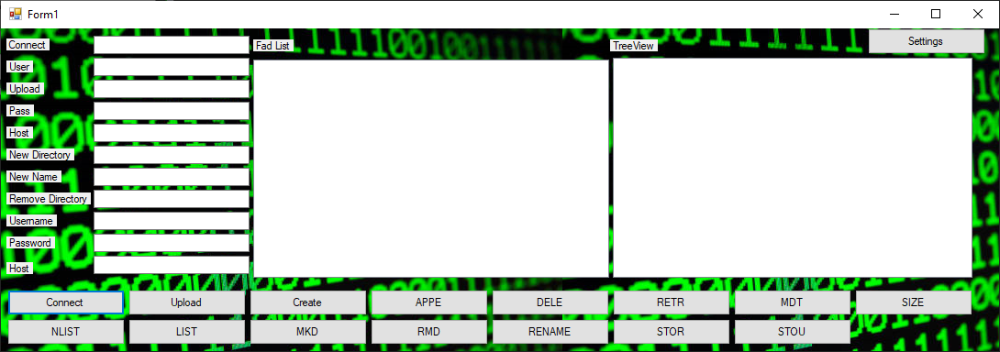 Form1
Connect
Fad List
TreeView
Settings
User
Upload
Pass
Host
New Directory
New Name
Remove Directory
Username
Password
Host
Connect
Upload
Create
APPE
DELE
RETR
MDT
SIZE
NLIST
LIST
MKD
RMD
RENAME
STOR
STOU